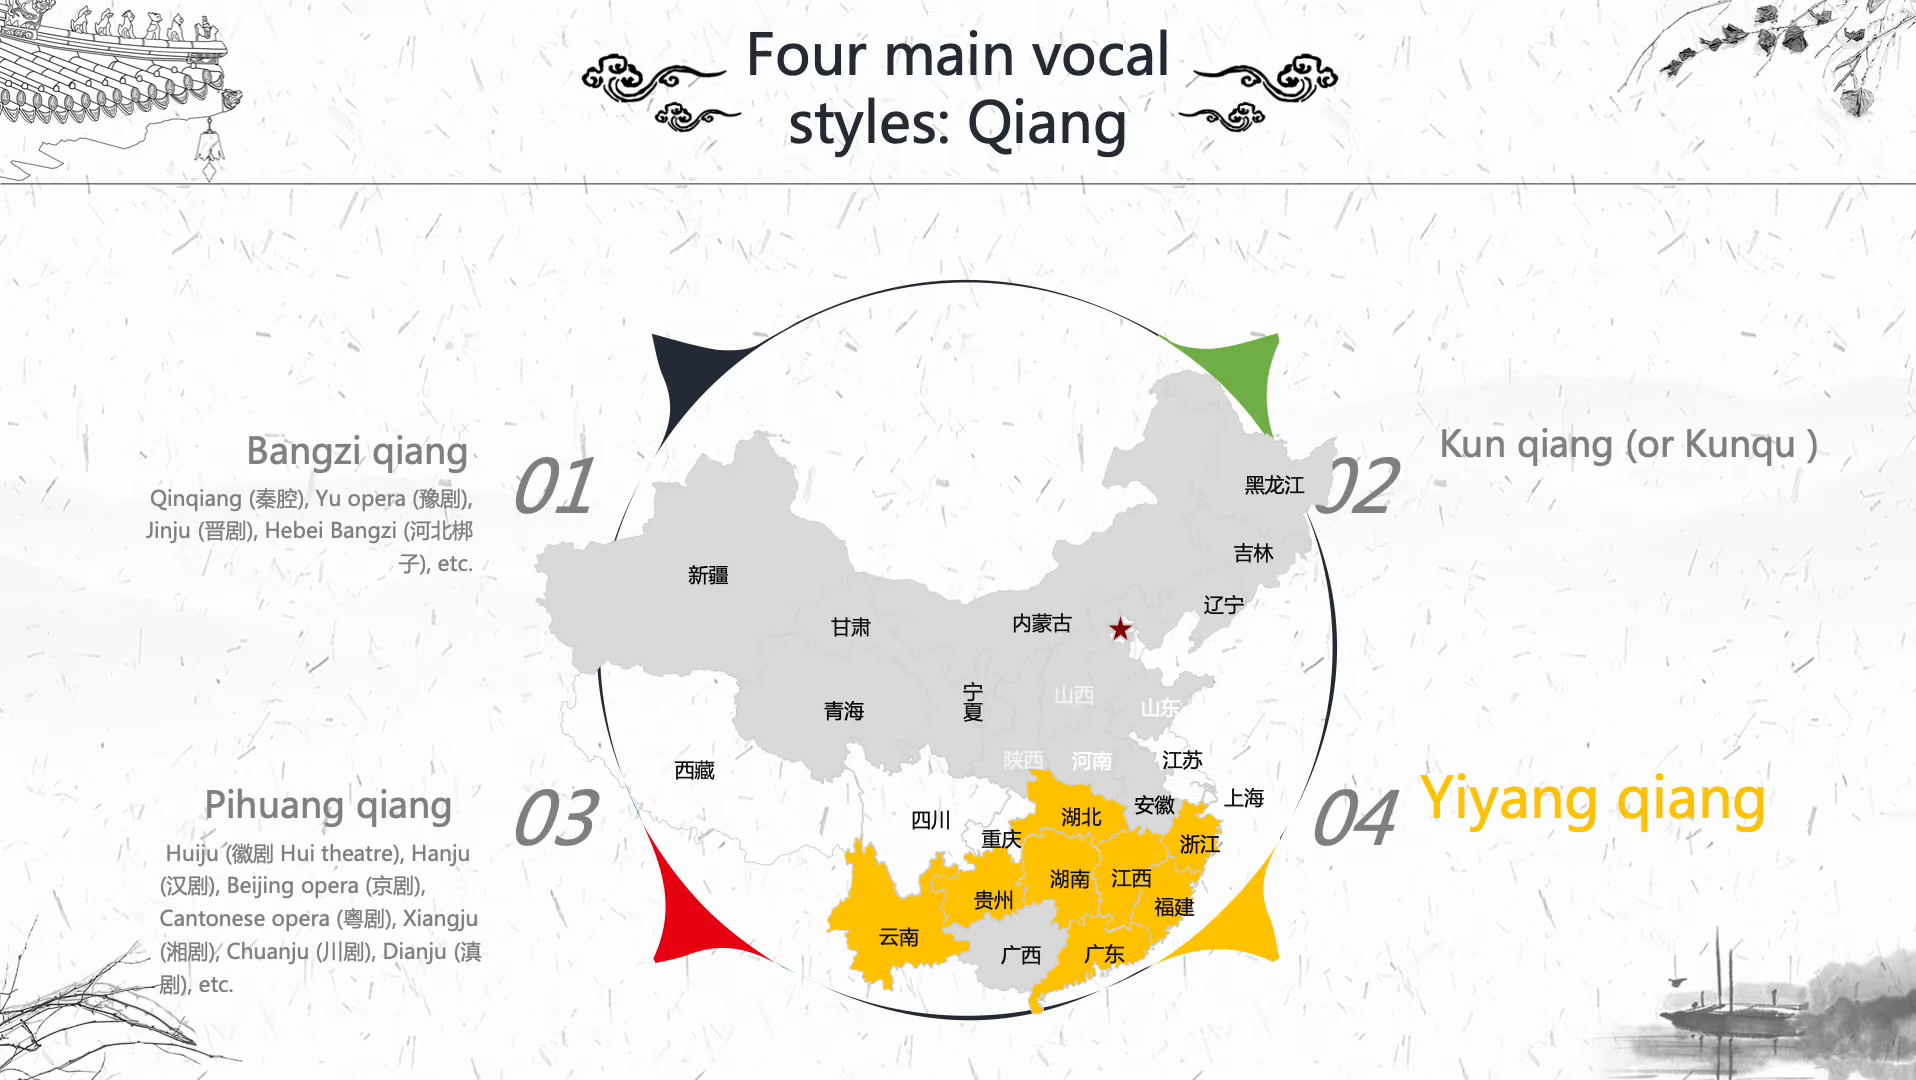 Four main vocal
styles: Qiang
Bangzi qiang
01
Qinqiang (秦腔), Yu opera (豫剧),
Jinju (晋剧), Hebei Bangzi (河北梆
子), etc.
02
Kun qiang (or Kunqu )
黑龙江
吉林
辽宁
新疆
甘肃
内蒙古
宁
夏
青海
山西
山东
陕西
河南
江苏
西藏
上海
安徽
四川
湖北
重庆
浙江
湖南
江西
贵州
福建
云南
广西
广东
Pihuang qiang
03
Huiju (徽剧 Hui theatre), Hanju
(汉剧), Beijing opera (京剧),
Cantonese opera (粤剧), Xiangju
(湘剧), Chuanju (川剧), Dianju (滇
剧), etc.
04
Yiyang qiang